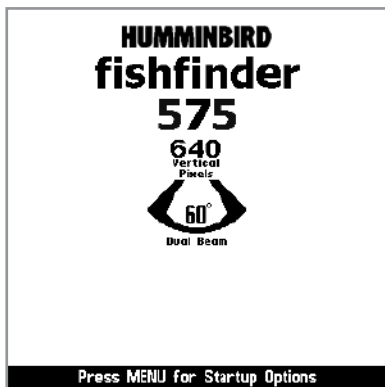 HUMMINBIRD
fishfinder
575
640
Vertical
Pixels
60°
Dual Beam
Press MENU for Startup Options